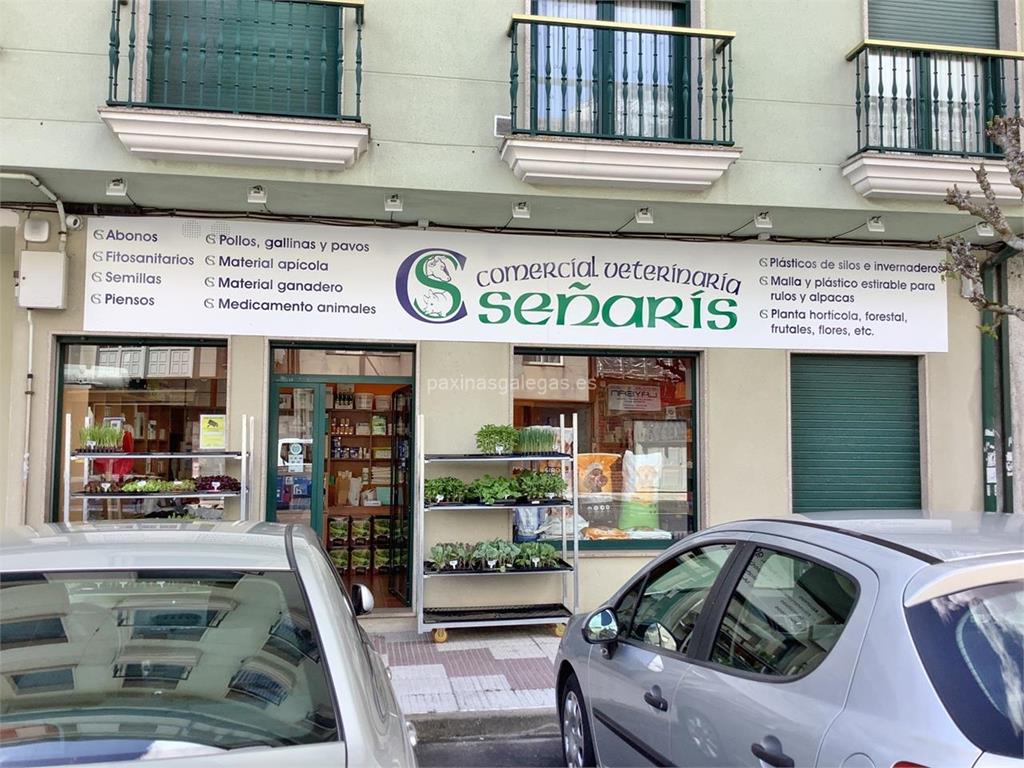 Abonos
Fitosanitarios
Semillas
Piensos
Pollos, gallinas y pavos
Material apícola
Material ganadero
Medicamento animales
CS
comercial veterinaria
señarís
Plásticos de silos e invernaderos
Malla y plástico estirable para
rulos y alpacas
Planta hortícola, forestal,
frutales, flores, etc.
paxinasgalegas.es